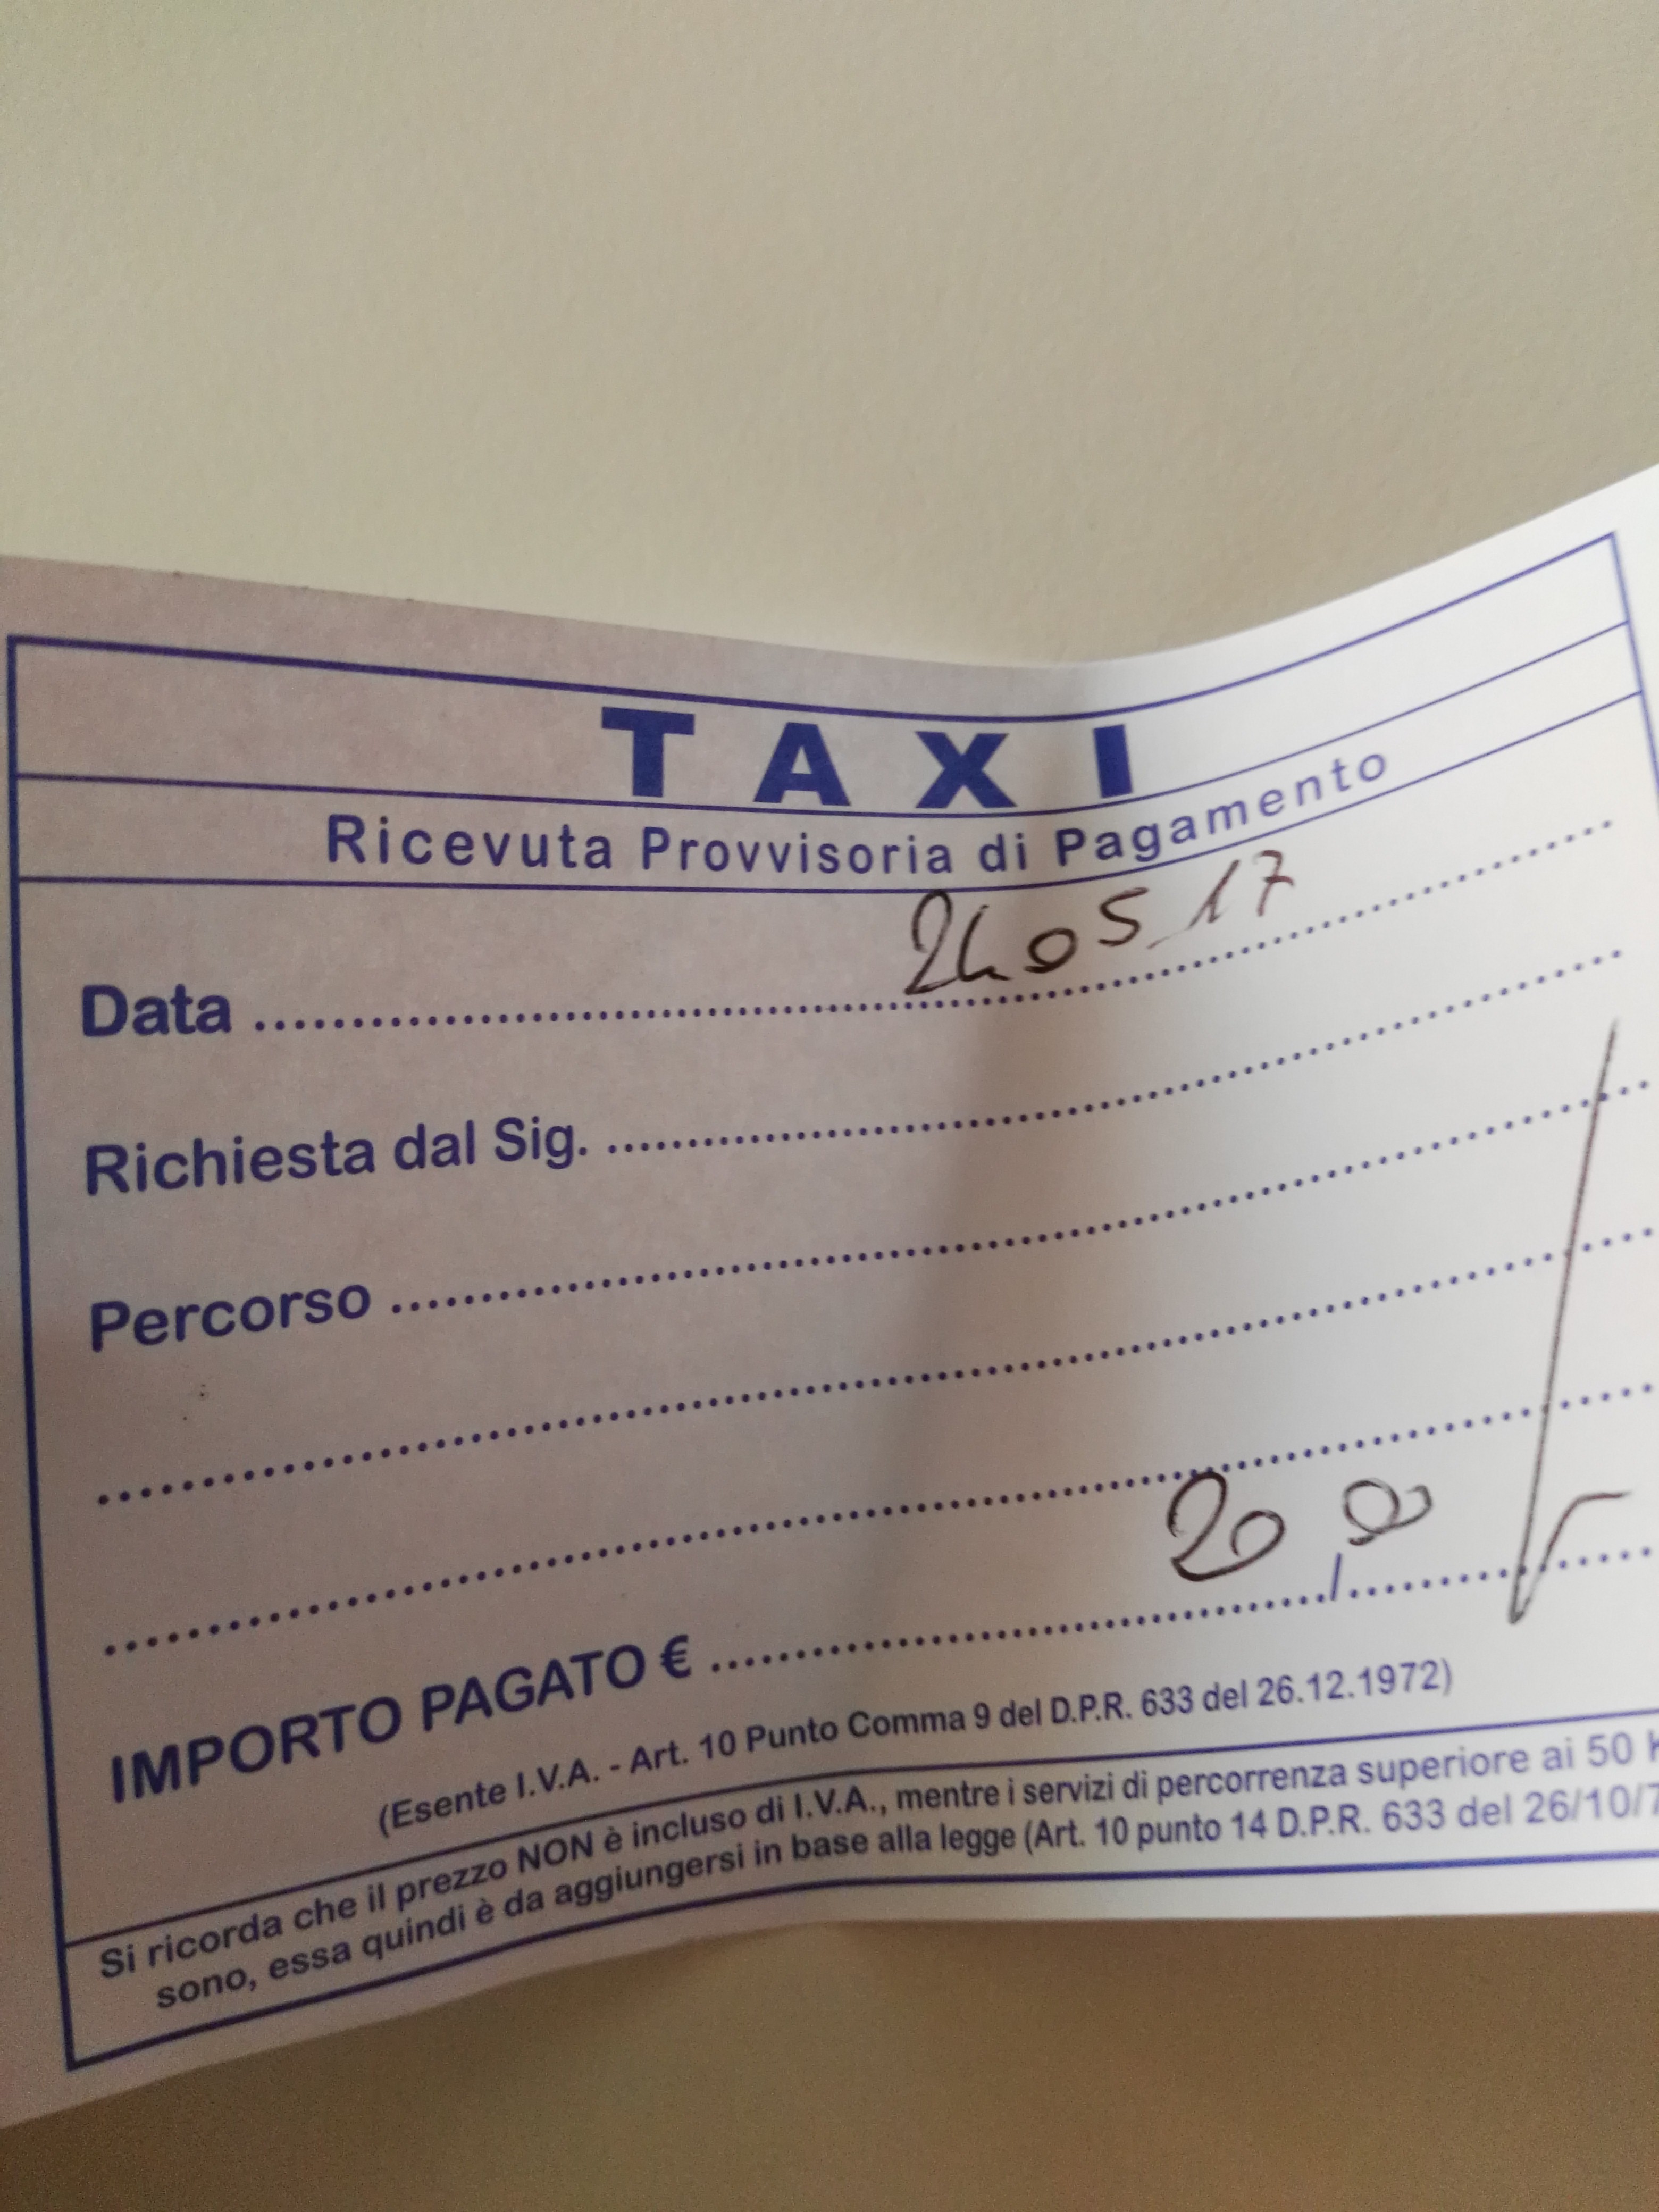 TAXI
Ricevuta Provvisoria di Pagamento
Data ........ 24 05 17
Richiesta dal Sig. ........
Percorso ........
IMPORTO PAGATO € ........ 20,00
(Esente I.V.A. - Art. 10 Punto Comma 9 del D.P.R. 633 del 26.12.1972)
Si ricorda che il prezzo NON è incluso di I.V.A., mentre i servizi di percorrenza superiore ai 50
sono, essa quindi è da aggiungersi in base alla legge (Art. 10 punto 14 D.P.R. 633 del 26/10/7